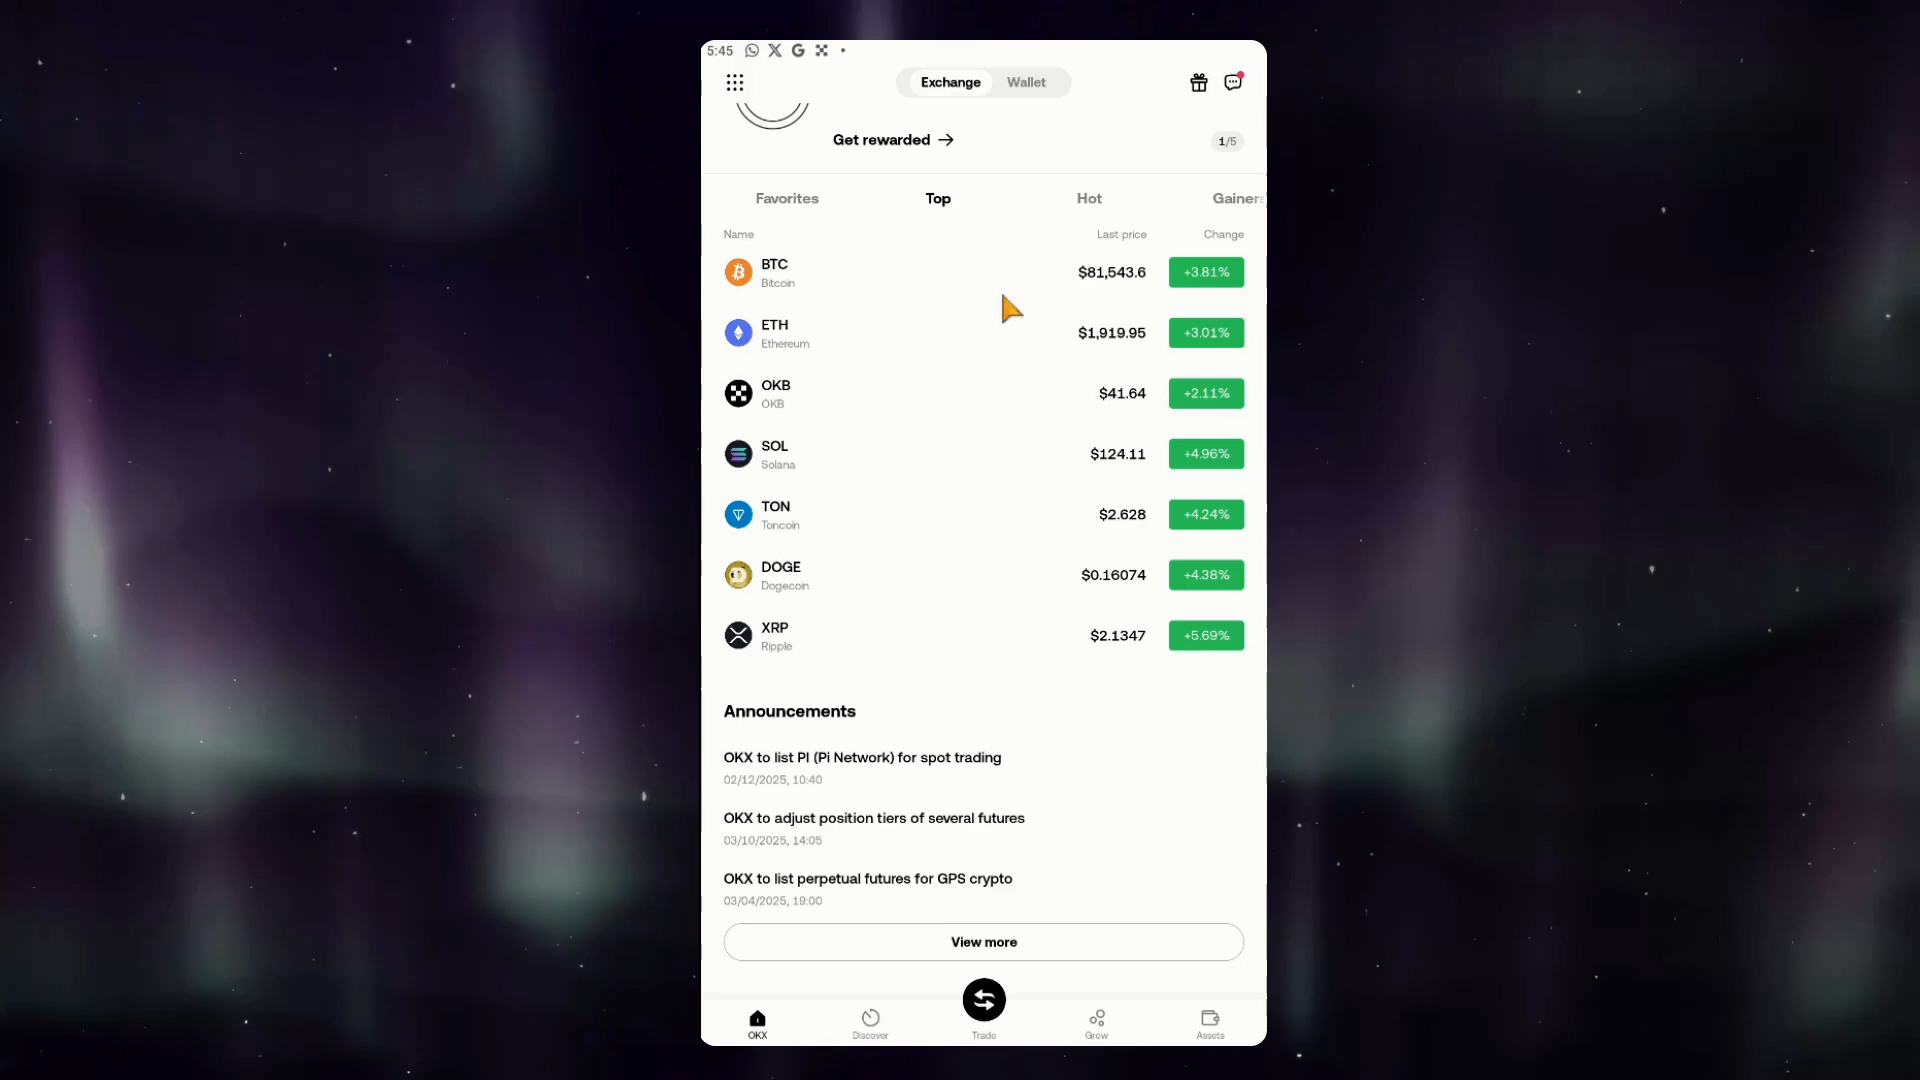 5:45
Exchange Wallet
Get rewarded →
1/5
Favorites Top Hot Gainers
Name Last price Change
BTC
Bitcoin
$81,543.6 +3.81%
ETH
Ethereum
$1,919.95 +3.01%
OKB
OKB
$41.64 +2.11%
SOL
Solana
$124.11 +4.96%
TON
Toncoin
$2.628 +4.24%
DOGE
Dogecoin
$0.16074 +4.38%
XRP
Ripple
$2.1347 +5.69%
Announcements
OKX to list PI (Pi Network) for spot trading
02/12/2025, 10:40
OKX to adjust position tiers of several futures
03/10/2025, 14:05
OKX to list perpetual futures for GPS crypto
03/04/2025, 19:00
View more
OKX Discover Trade Grow Assets